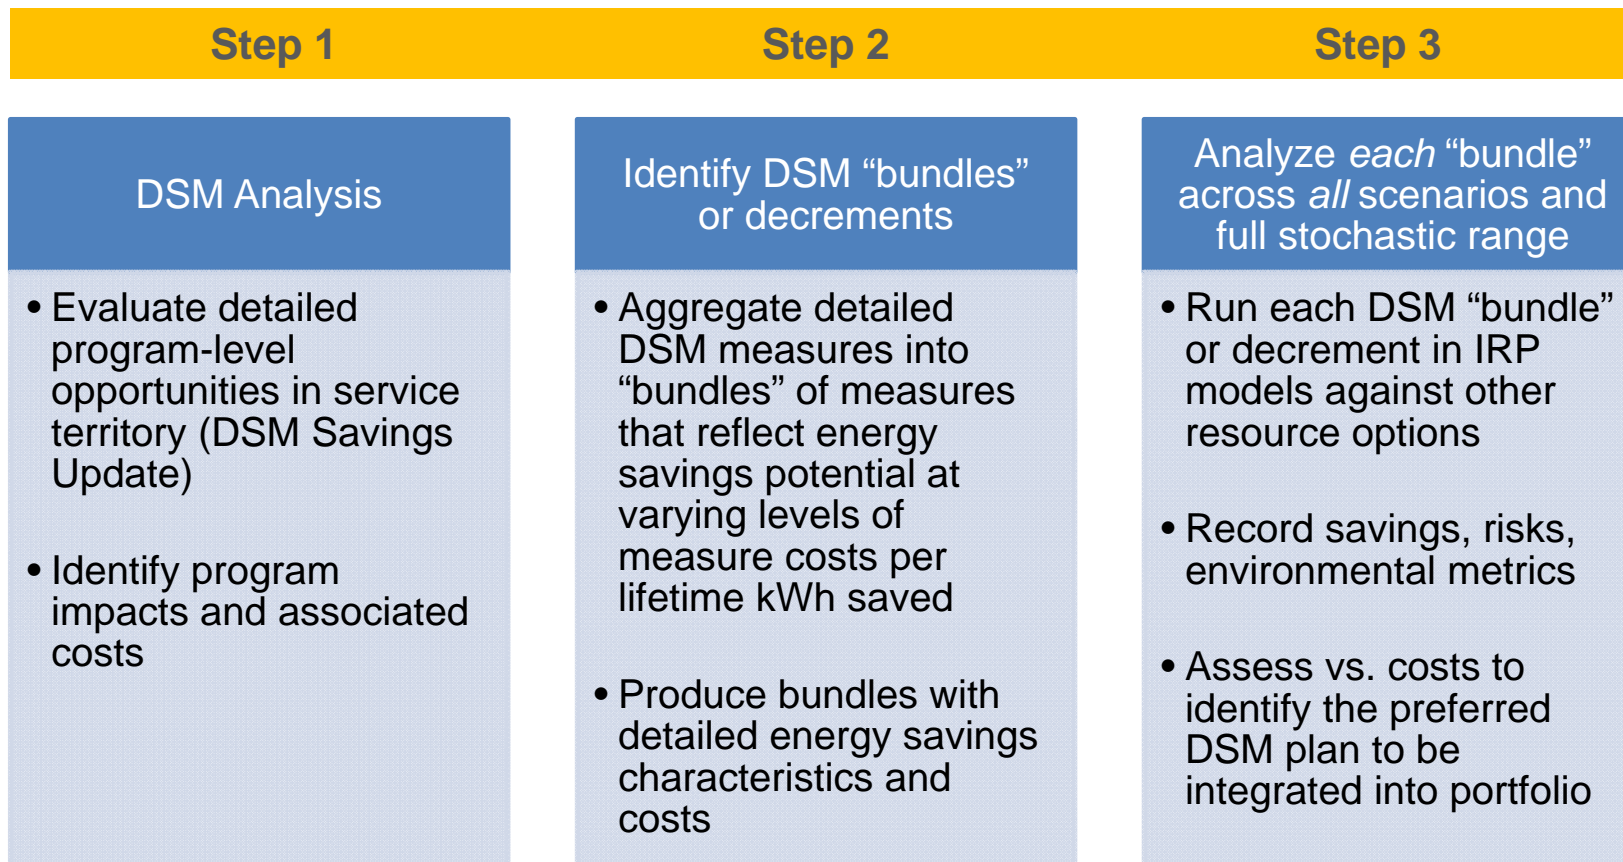 Step 1
Step 2
Step 3
DSM Analysis
• Evaluate detailed
program-level
opportunities in service
territory (DSM Savings
Update)
• Identify program
impacts and associated
costs
Identify DSM “bundles”
or decrements
• Aggregate detailed
DSM measures into
“bundles” of measures
that reflect energy
savings potential at
varying levels of
measure costs per
lifetime kWh saved
• Produce bundles with
detailed energy savings
characteristics and
costs
Analyze each “bundle”
across all scenarios and
full stochastic range
• Run each DSM “bundle”
or decrement in IRP
models against other
resource options
• Record savings, risks,
environmental metrics
• Assess vs. costs to
identify the preferred
DSM plan to be
integrated into portfolio